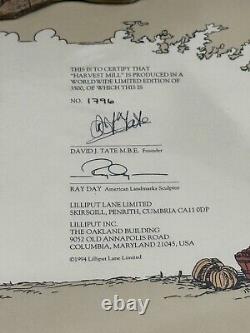 THIS IS TO CERTIFY THAT
"HARVEST MILL" IS PRODUCED IN A
WORLDWIDE LIMITED EDITION OF
3500, OF WHICH THIS IS
NO. 1796
DAVID J. TATE M.B.E. Founder
RAY DAY American Landmarks Sculptor
LILLIPUT LANE LIMITED
SKIRSGILL, PENRITH, CUMBRIA CA11 0DP
LILLIPUT INC.
THE OAKLAND BUILDING
9052 OLD ANNAPOLIS ROAD
COLUMBIA, MARYLAND 21045, USA
©1994 Lilliput Lane Limited